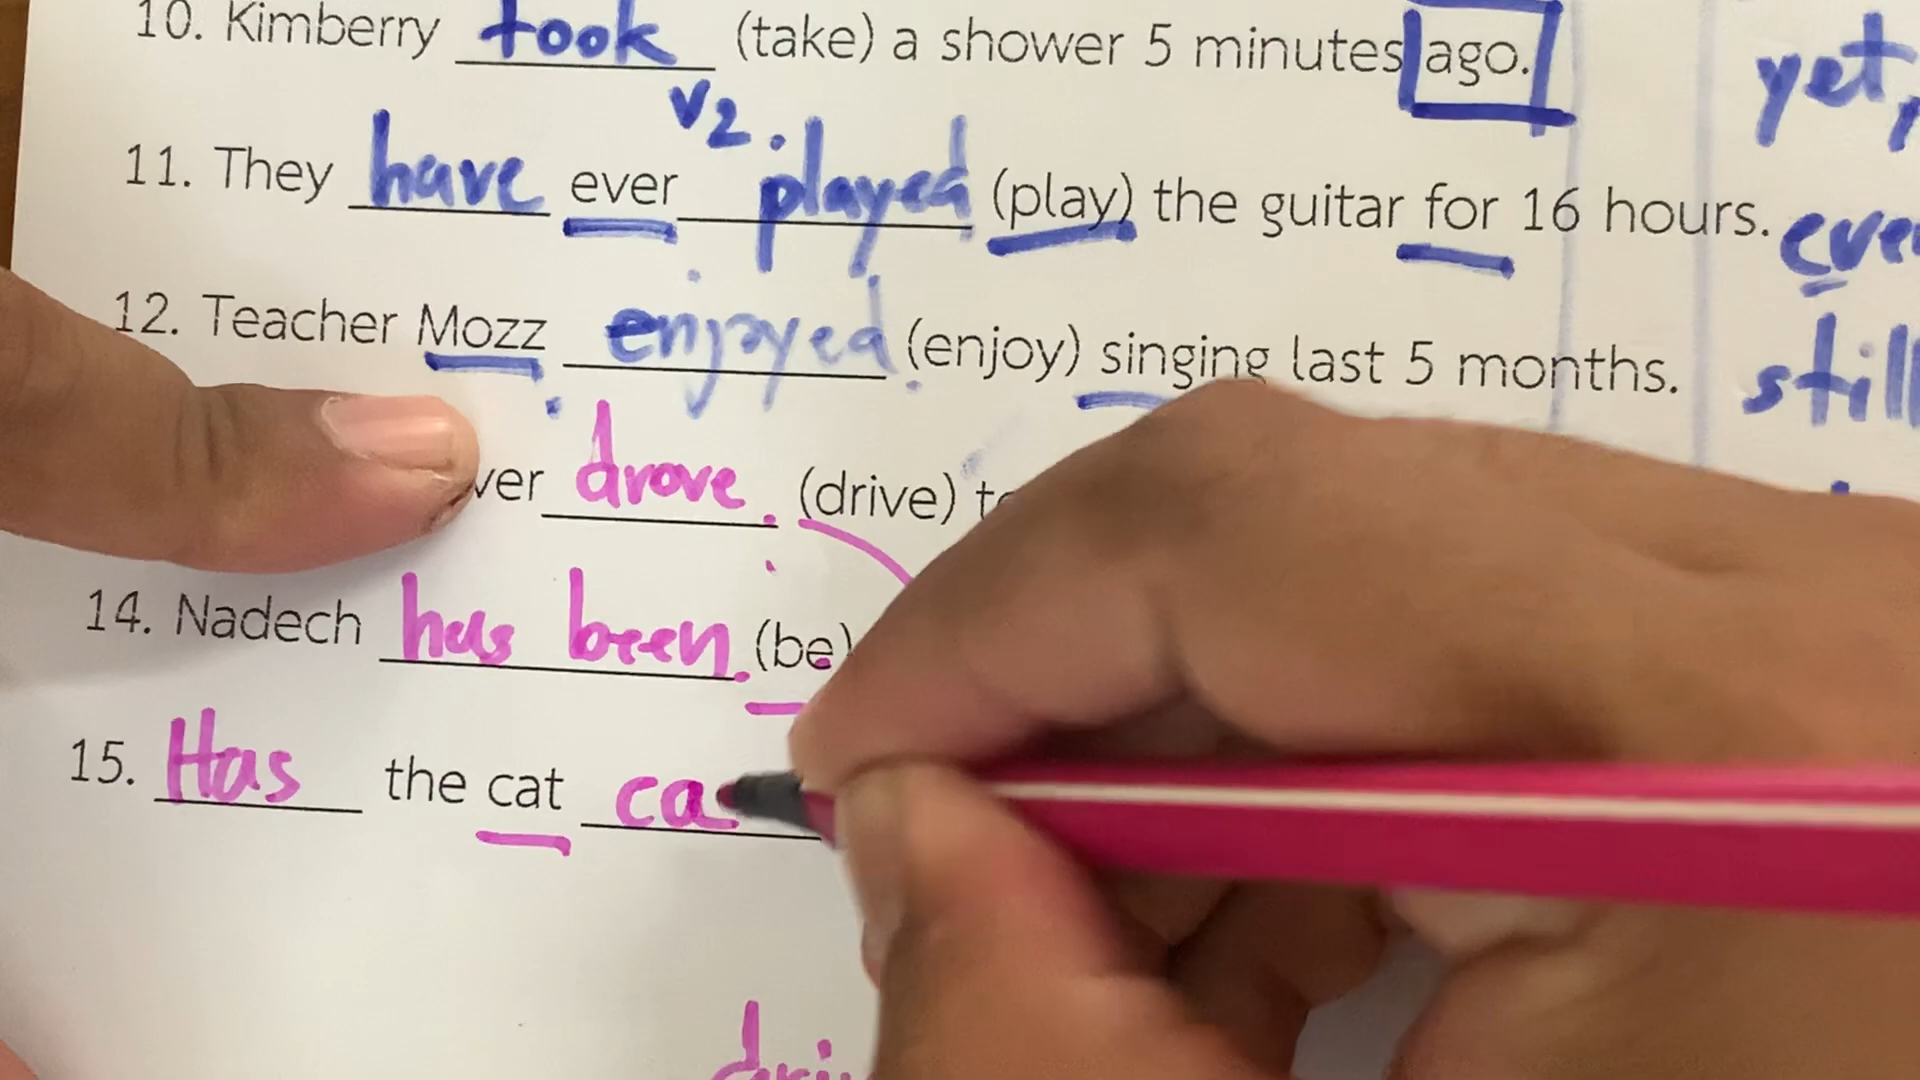 10. Kimberry took (take) a shower 5 minutes ago.
V2. yet,
11. They have ever played (play) the guitar for 16 hours.
12. Teacher Mozz enjoyed (enjoy) singing last 5 months.
still
drove. (drive)
14. Nadech has been. (be)
15. Has the cat ca